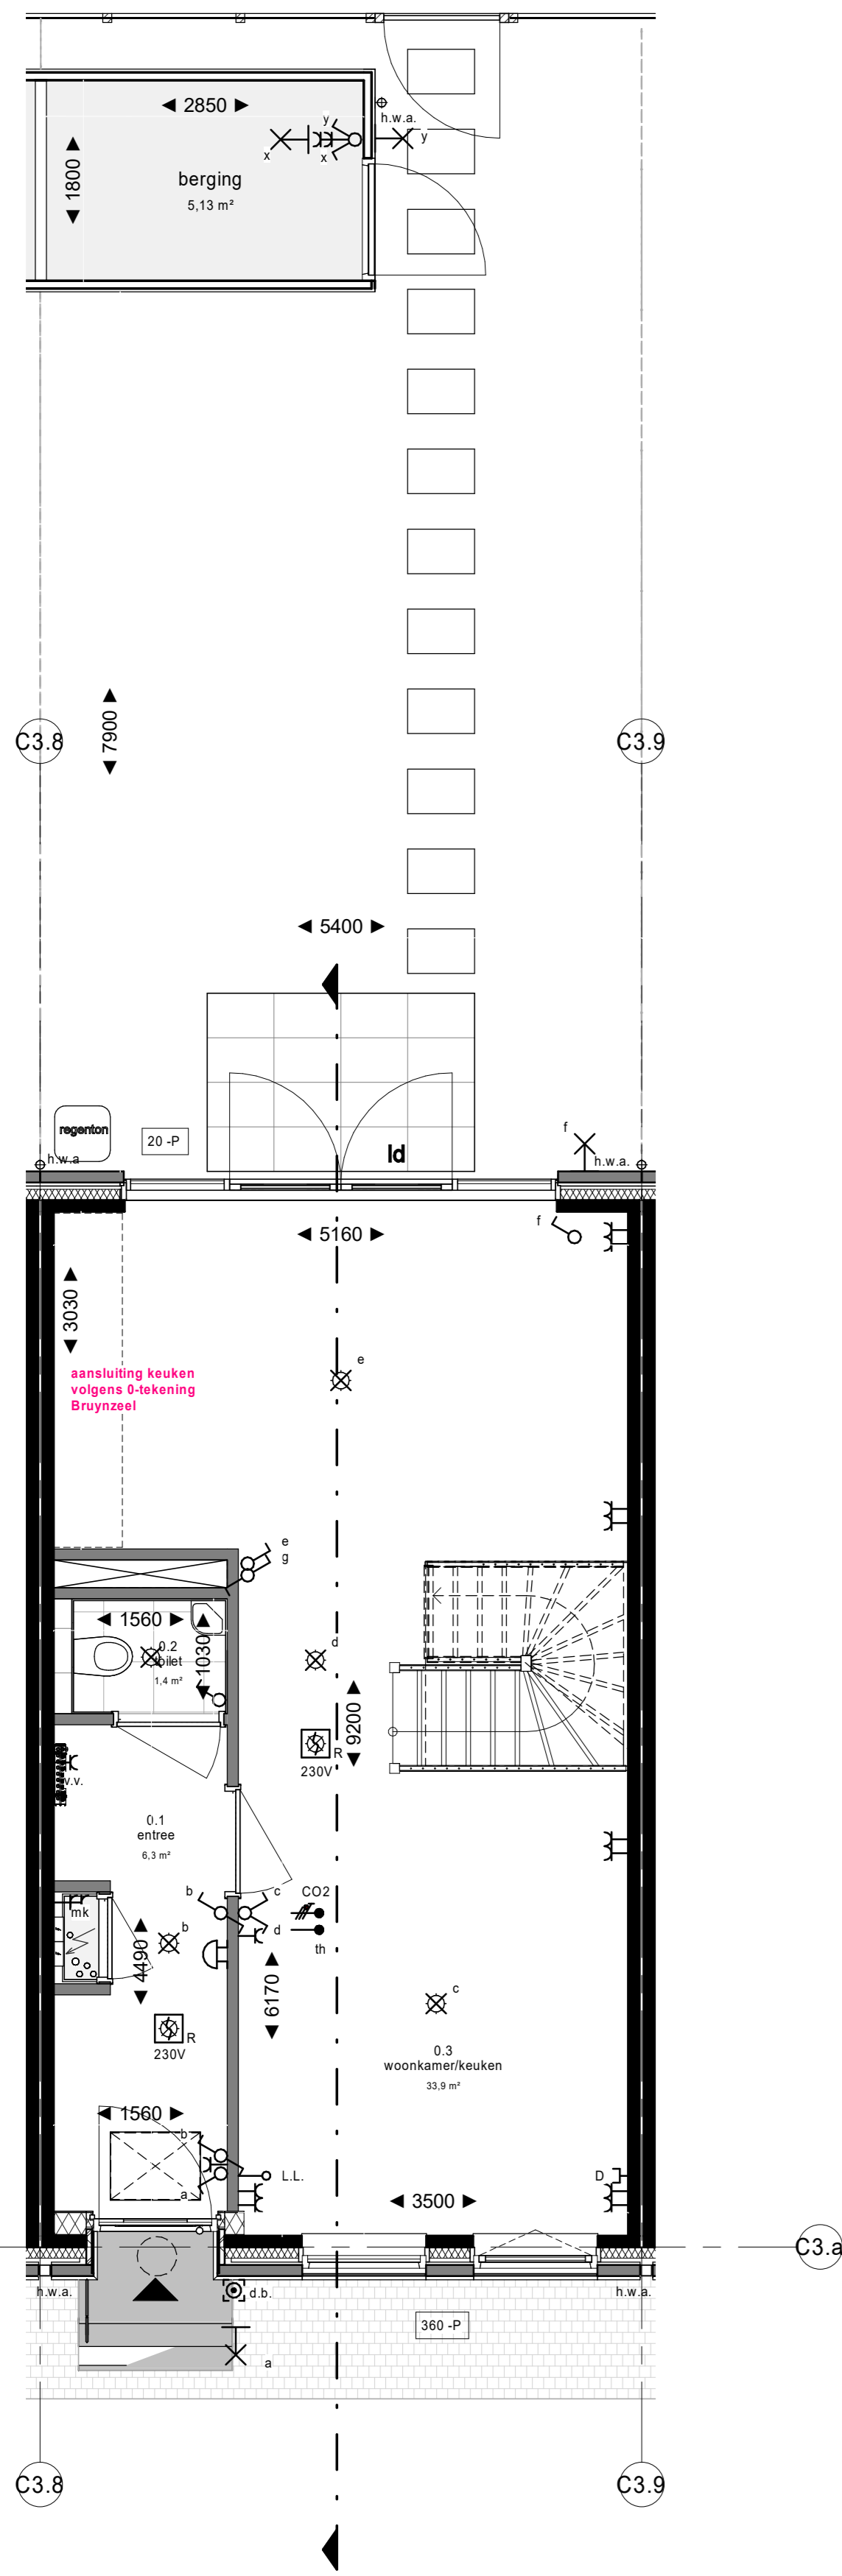 2850
h.w.a.
y
x
x
y
1800
berging
5,13 m²
7900
C3.8
C3.9
5400
regenton
20 -P
ld
f
h.w.a
h.w.a.
5160
f
3030
e
aansluiting keuken
volgens 0-tekening
Bruynzeel
e
g
1560
1030
0.2
toilet
1,4 m²
d
9200
R
230V
v.v.
0.1
entree
6,3 m²
b
c
CO2
mk
b
d
th
4490
6170
c
R
230V
0.3
woonkamer/keuken
33,9 m²
1560
b
a
L.L.
D
3500
C3.a
h.w.a.
d.b.
h.w.a.
360 -P
a
C3.8
C3.9